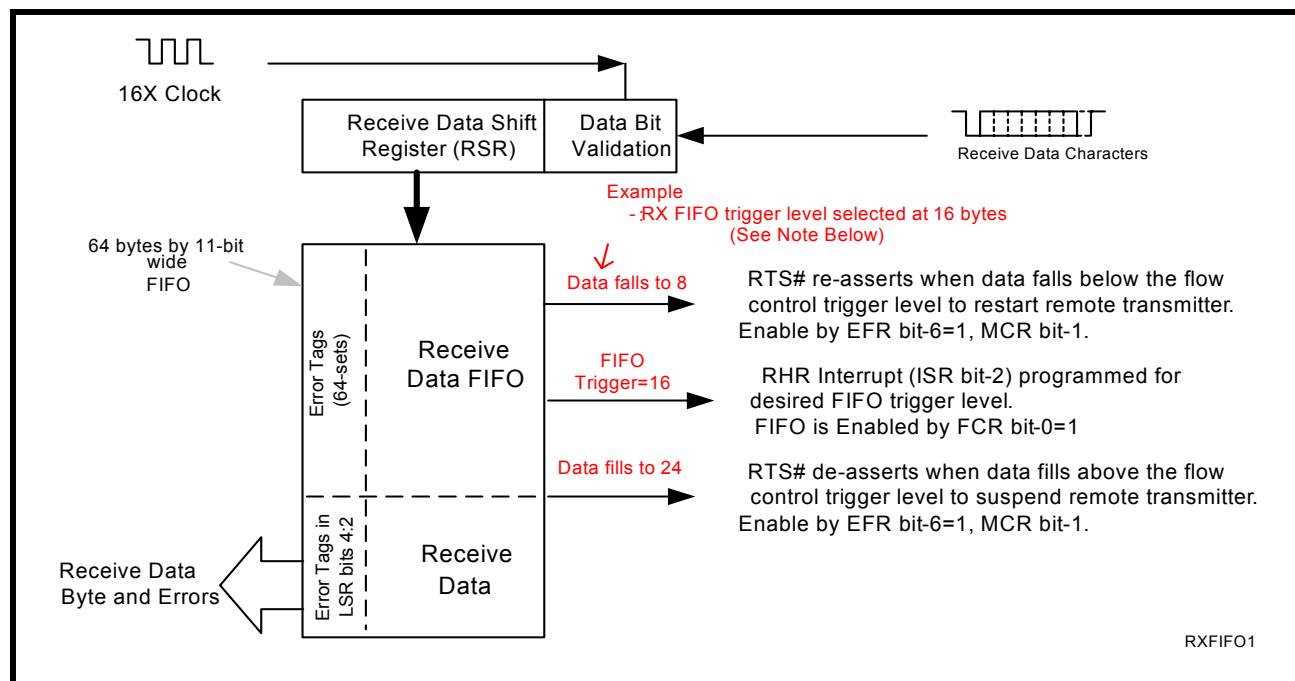 16X Clock
Receive Data Shift
Register (RSR)
Data Bit
Validation
Receive Data Characters
Example
-:RX FIFO trigger level selected at 16 bytes
(See Note Below)
64 bytes by 11-bit
wide
FIFO
Data falls to 8
RTS# re-asserts when data falls below the flow
control trigger level to restart remote transmitter.
Enable by EFR bit-6=1, MCR bit-1.
Error Tags
(64-sets)
Receive
Data FIFO
FIFO
Trigger=16
RHR Interrupt (ISR bit-2) programmed for
desired FIFO trigger level.
FIFO is Enabled by FCR bit-0=1
Data fills to 24
RTS# de-asserts when data fills above the flow
control trigger level to suspend remote transmitter.
Enable by EFR bit-6=1, MCR bit-1.
Error Tags in
LSR bits 4:2
Receive
Data
Receive Data
Byte and Errors
RXFIFO1